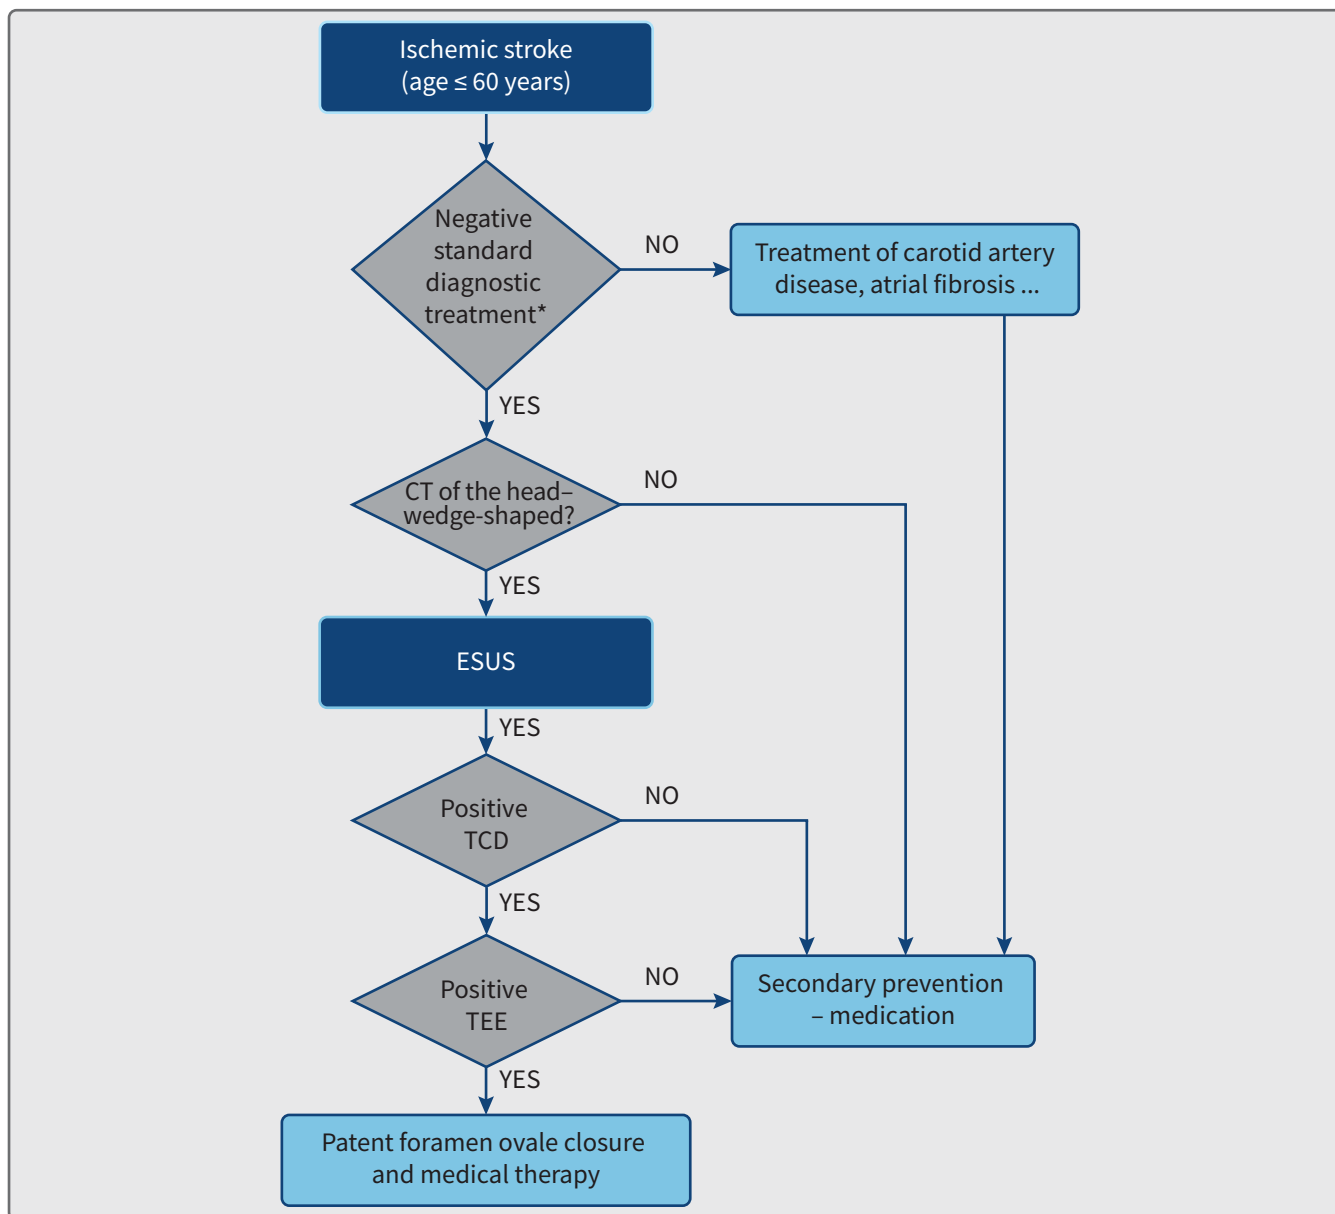 Ischemic stroke
(age ≤ 60 years)
Negative
standard
diagnostic
treatment*
NO
Treatment of carotid artery
disease, atrial fibrosis ...
YES
CT of the head–
wedge-shaped?
NO
YES
ESUS
YES
Positive
TCD
NO
YES
Positive
TEE
NO
Secondary prevention
– medication
YES
Patent foramen ovale closure
and medical therapy